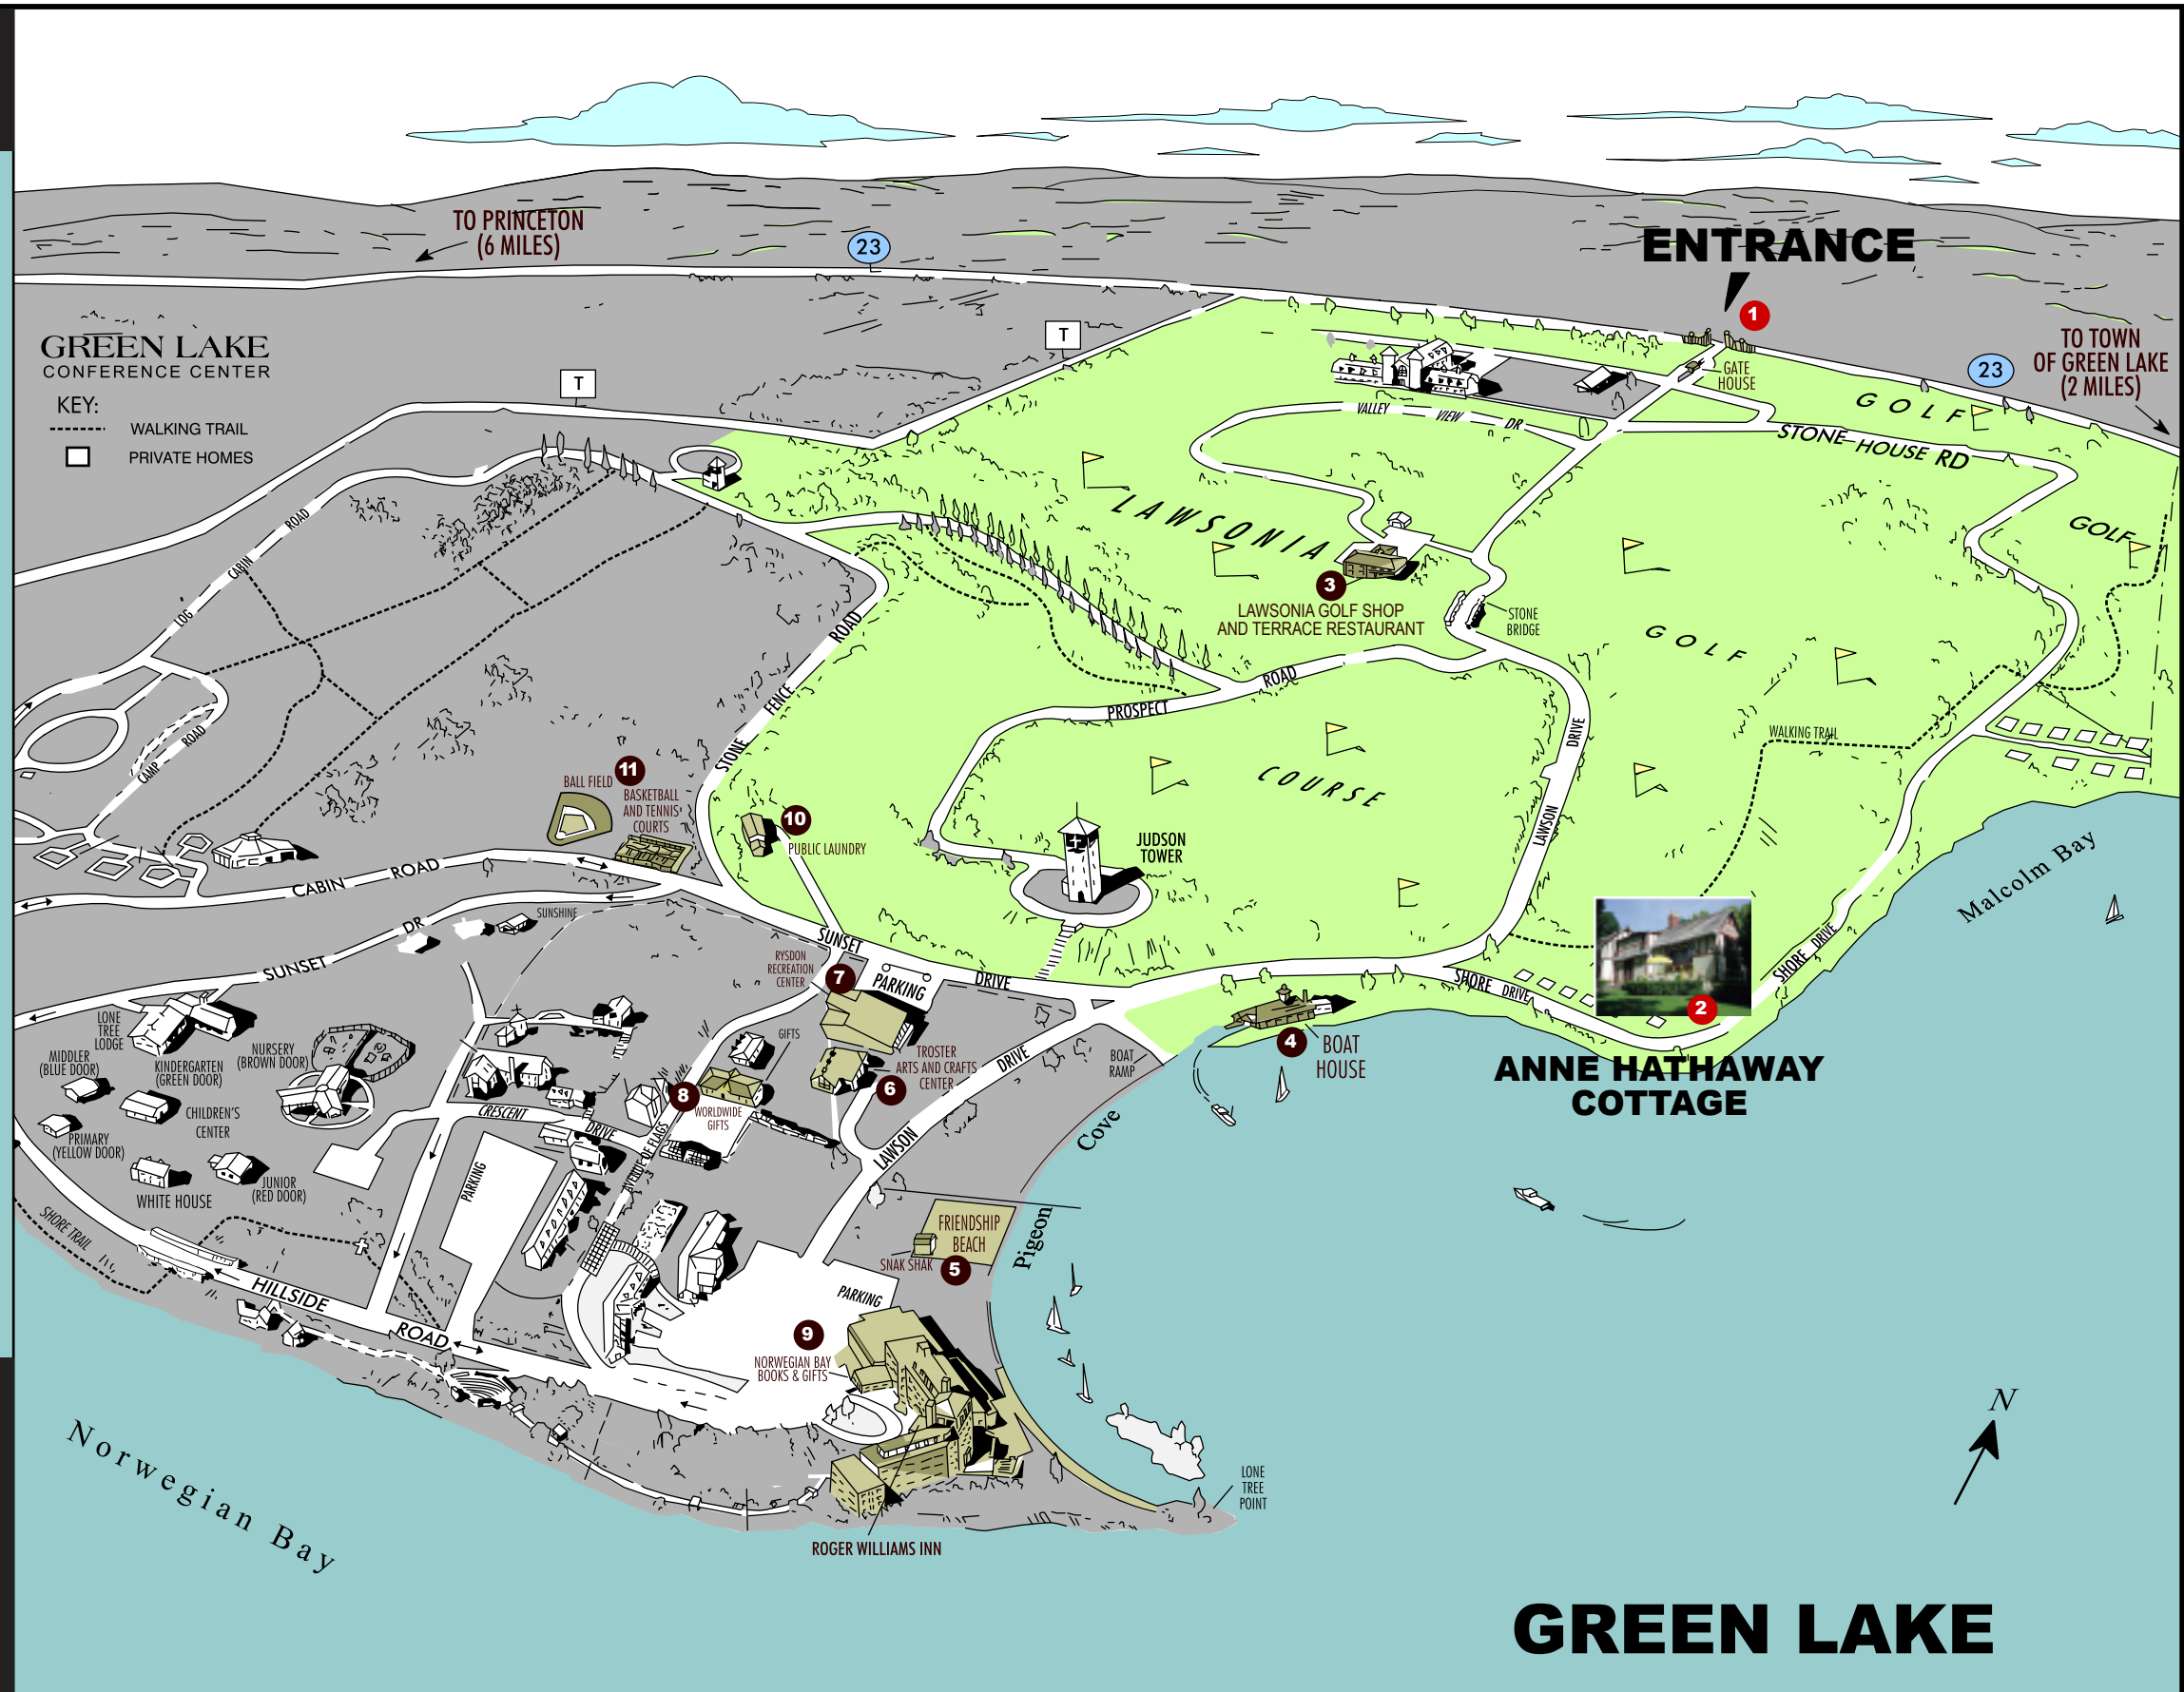 TO PRINCETON
(6 MILES)
23
ENTRANCE
1
TO TOWN
OF GREEN LAKE
(2 MILES)
23
GREEN LAKE
CONFERENCE CENTER
KEY:
WALKING TRAIL
PRIVATE HOMES
T
T
GATE
HOUSE
GOLF
STONE HOUSE RD
VALLEY VIEW DR
LAWSONIA
GOLF
3
LAWSONIA GOLF SHOP
AND TERRACE RESTAURANT
STONE
BRIDGE
GOLF
LOG CABIN ROAD
CAMP ROAD
STONE FENCE ROAD
PROSPECT ROAD
LAWSON DRIVE
WALKING TRAIL
COURSE
11
BALL FIELD
BASKETBALL
AND TENNIS
COURTS
10
PUBLIC LAUNDRY
JUDSON
TOWER
Malcolm Bay
CABIN ROAD
SUNSET DR
SUNSHINE
SUNSET DRIVE
RYSDON
RECREATION
CENTER
7
PARKING
SHORE DRIVE
SHORE DRIVE
2
ANNE HATHAWAY
COTTAGE
4
BOAT
HOUSE
BOAT
RAMP
LONE
TREE
LODGE
MIDDLER
(BLUE DOOR)
KINDERGARTEN
(GREEN DOOR)
NURSERY
(BROWN DOOR)
GIFTS
TROSTER
ARTS AND CRAFTS
CENTER
6
8
WORLDWIDE
GIFTS
CHILDREN'S
CENTER
PRIMARY
(YELLOW DOOR)
WHITE HOUSE
JUNIOR
(RED DOOR)
CRESCENT DRIVE
AVENUE OF FLAGS
PARKING
LAWSON DRIVE
Pigeon Cove
SHORE TRAIL
FRIENDSHIP
BEACH
SNAK SHAK
5
HILLSIDE ROAD
PARKING
9
NORWEGIAN BAY
BOOKS & GIFTS
Norwegian Bay
LONE
TREE
POINT
ROGER WILLIAMS INN
N
GREEN LAKE